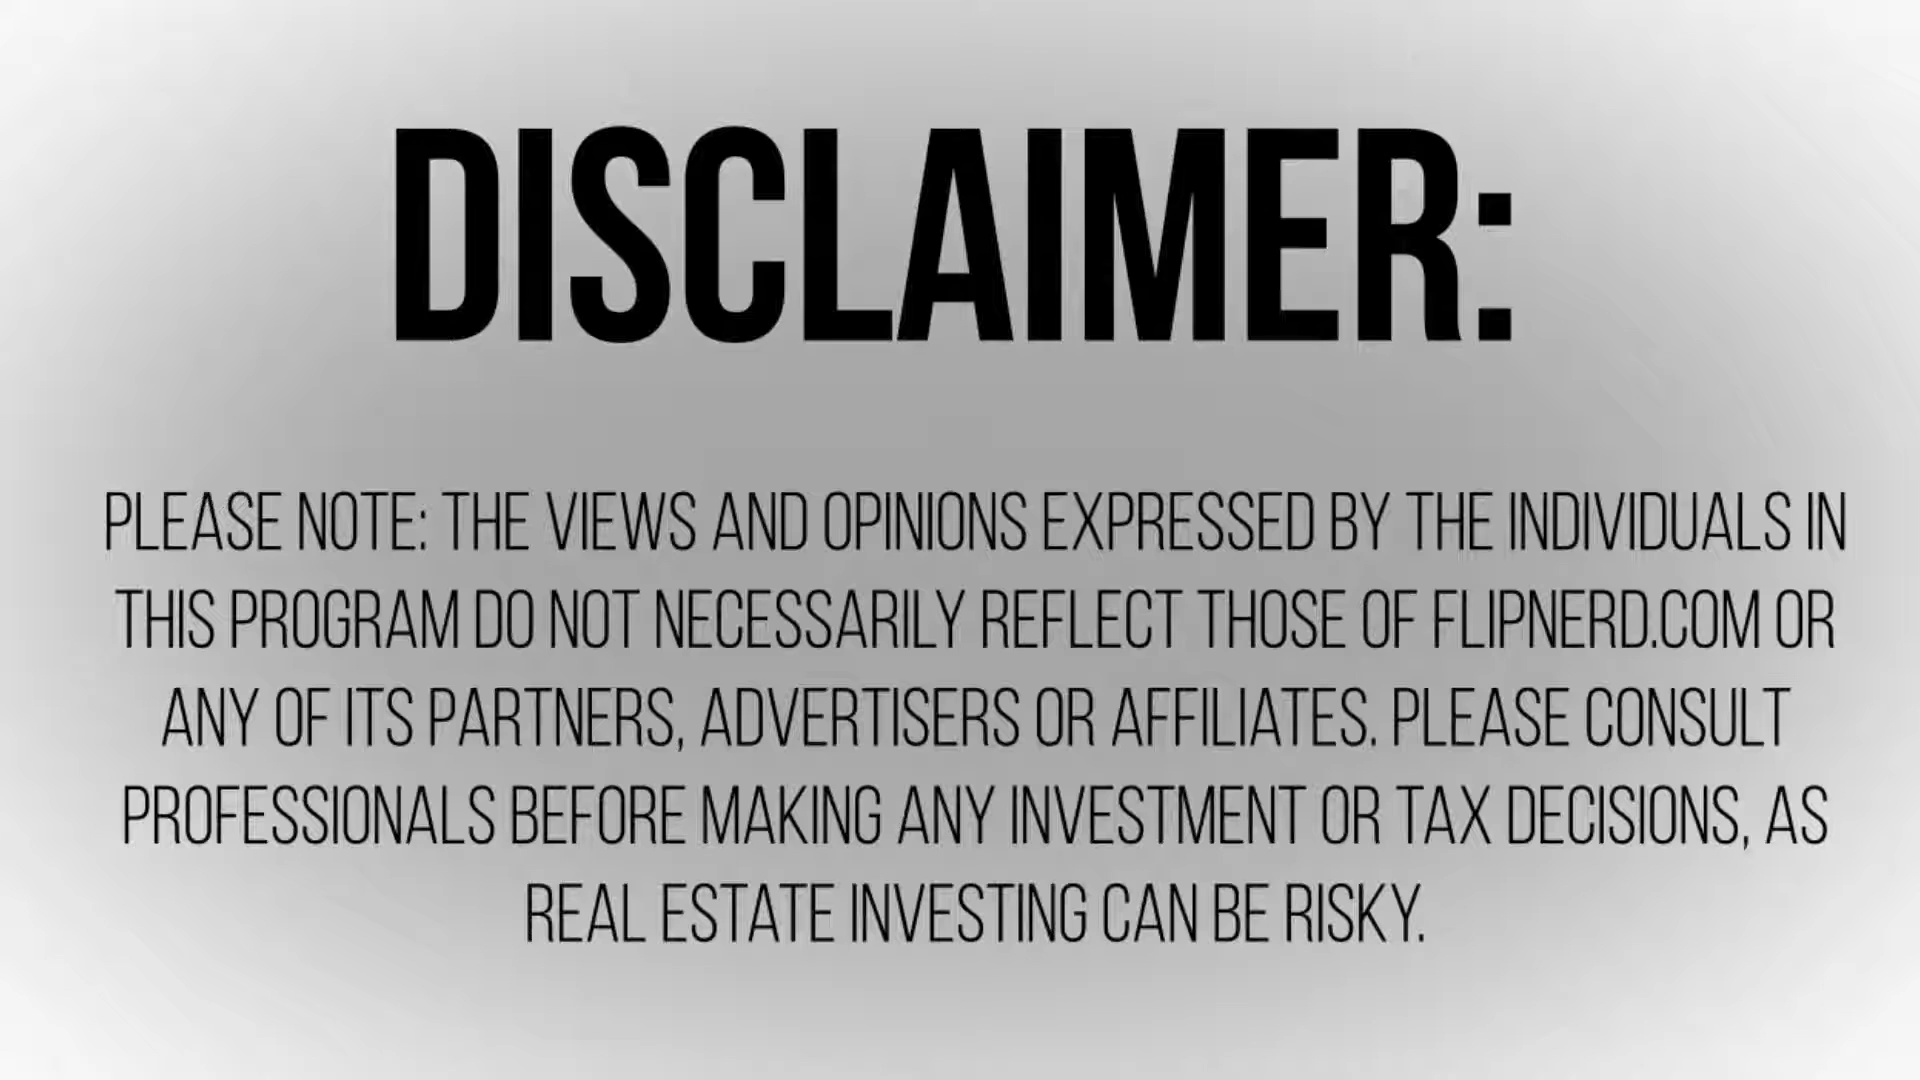 DISCLAIMER:
PLEASE NOTE: THE VIEWS AND OPINIONS EXPRESSED BY THE INDIVIDUALS IN
THIS PROGRAM DO NOT NECESSARILY REFLECT THOSE OF FLIPNERD.COM OR
ANY OF ITS PARTNERS, ADVERTISERS OR AFFILIATES. PLEASE CONSULT
PROFESSIONALS BEFORE MAKING ANY INVESTMENT OR TAX DECISIONS, AS
REAL ESTATE INVESTING CAN BE RISKY.